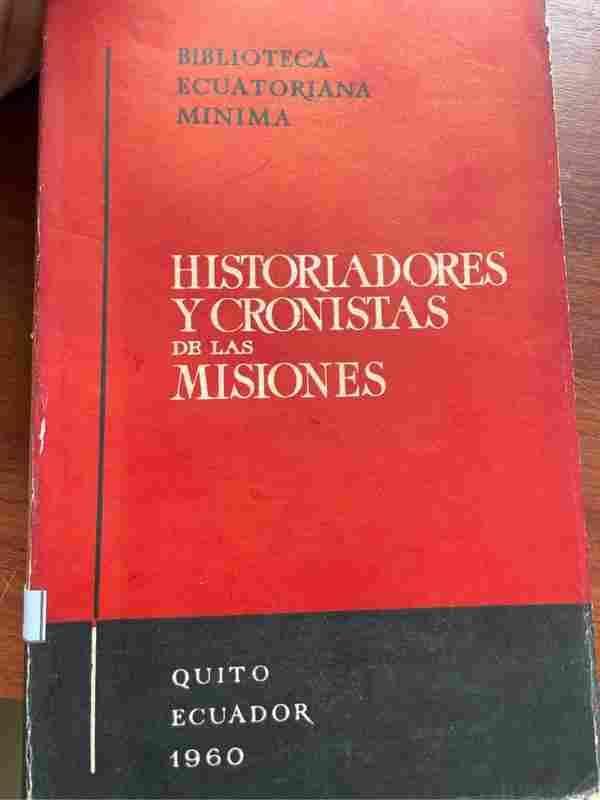 BIBLIOTECA
ECUATORIANA
MINIMA
HISTORIADORES
Y CRONISTAS
DE LAS
MISIONES
QUITO
ECUADOR
1960